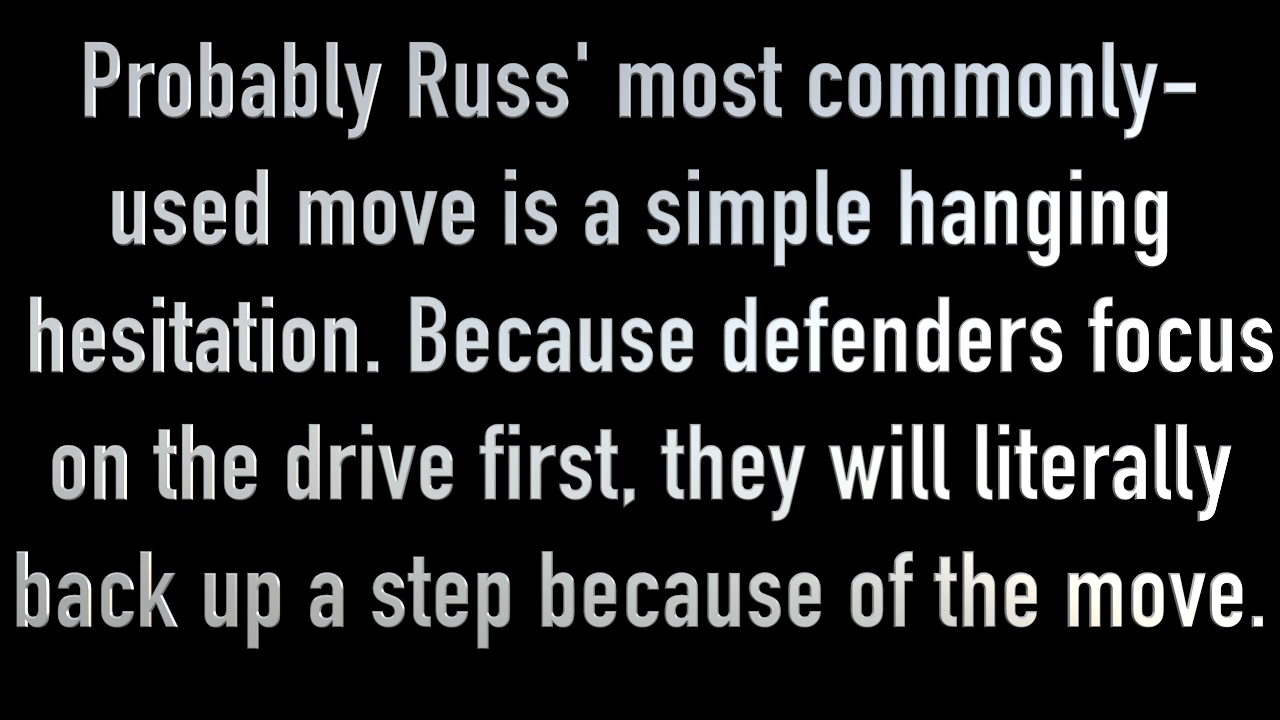 Probably Russ' most commonly-
used move is a simple hanging
hesitation. Because defenders focus
on the drive first, they will literally
back up a step because of the move.